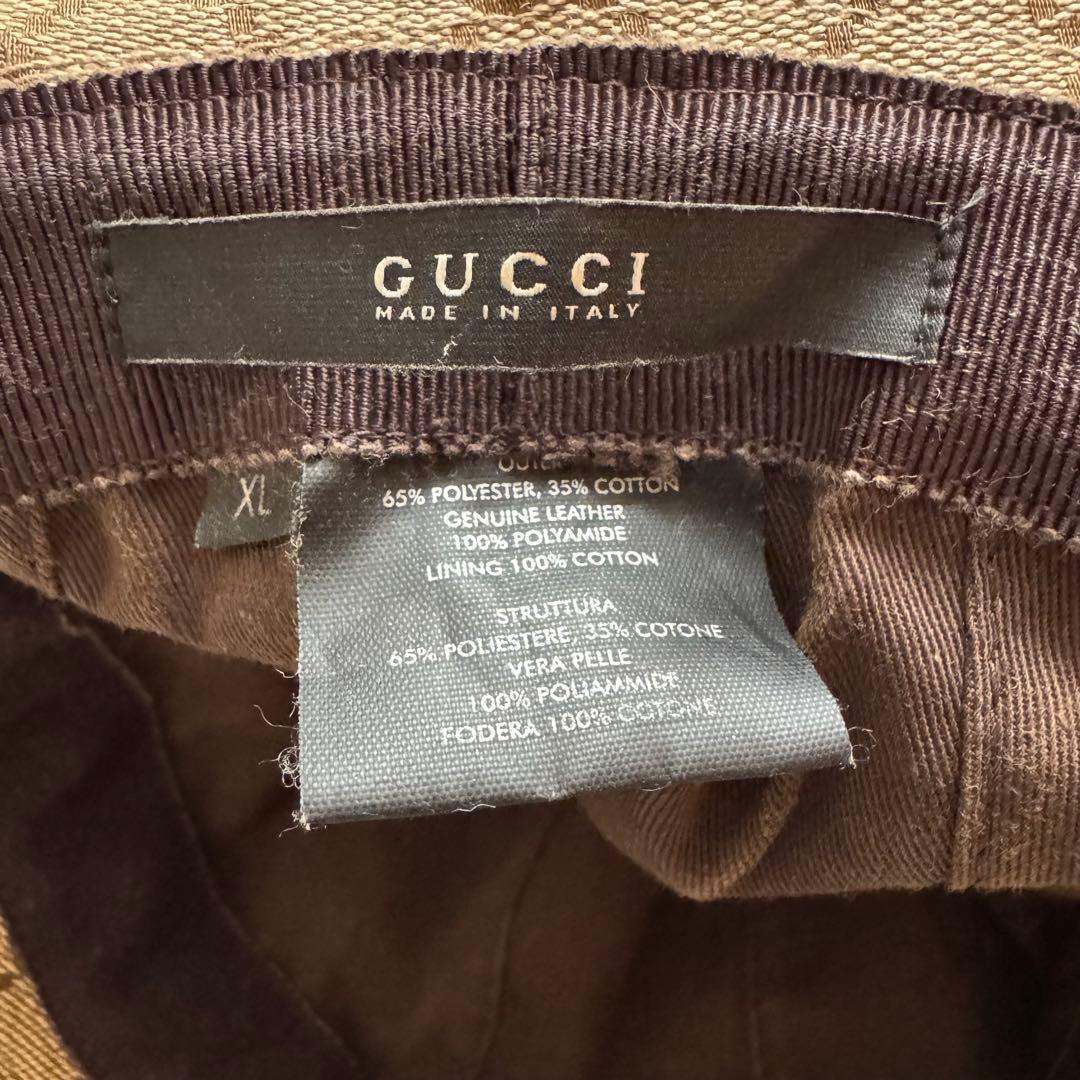 GUCCI
MADE IN ITALY
XL
OUTER
65% POLYESTER, 35% COTTON
GENUINE LEATHER
100% POLYAMIDE
LINING 100% COTTON
STRUTTURA
65% POLIESTERE, 35% COTONE
VERA PELLE
100% POLIAMMIDE
FODERA 100% COTONE